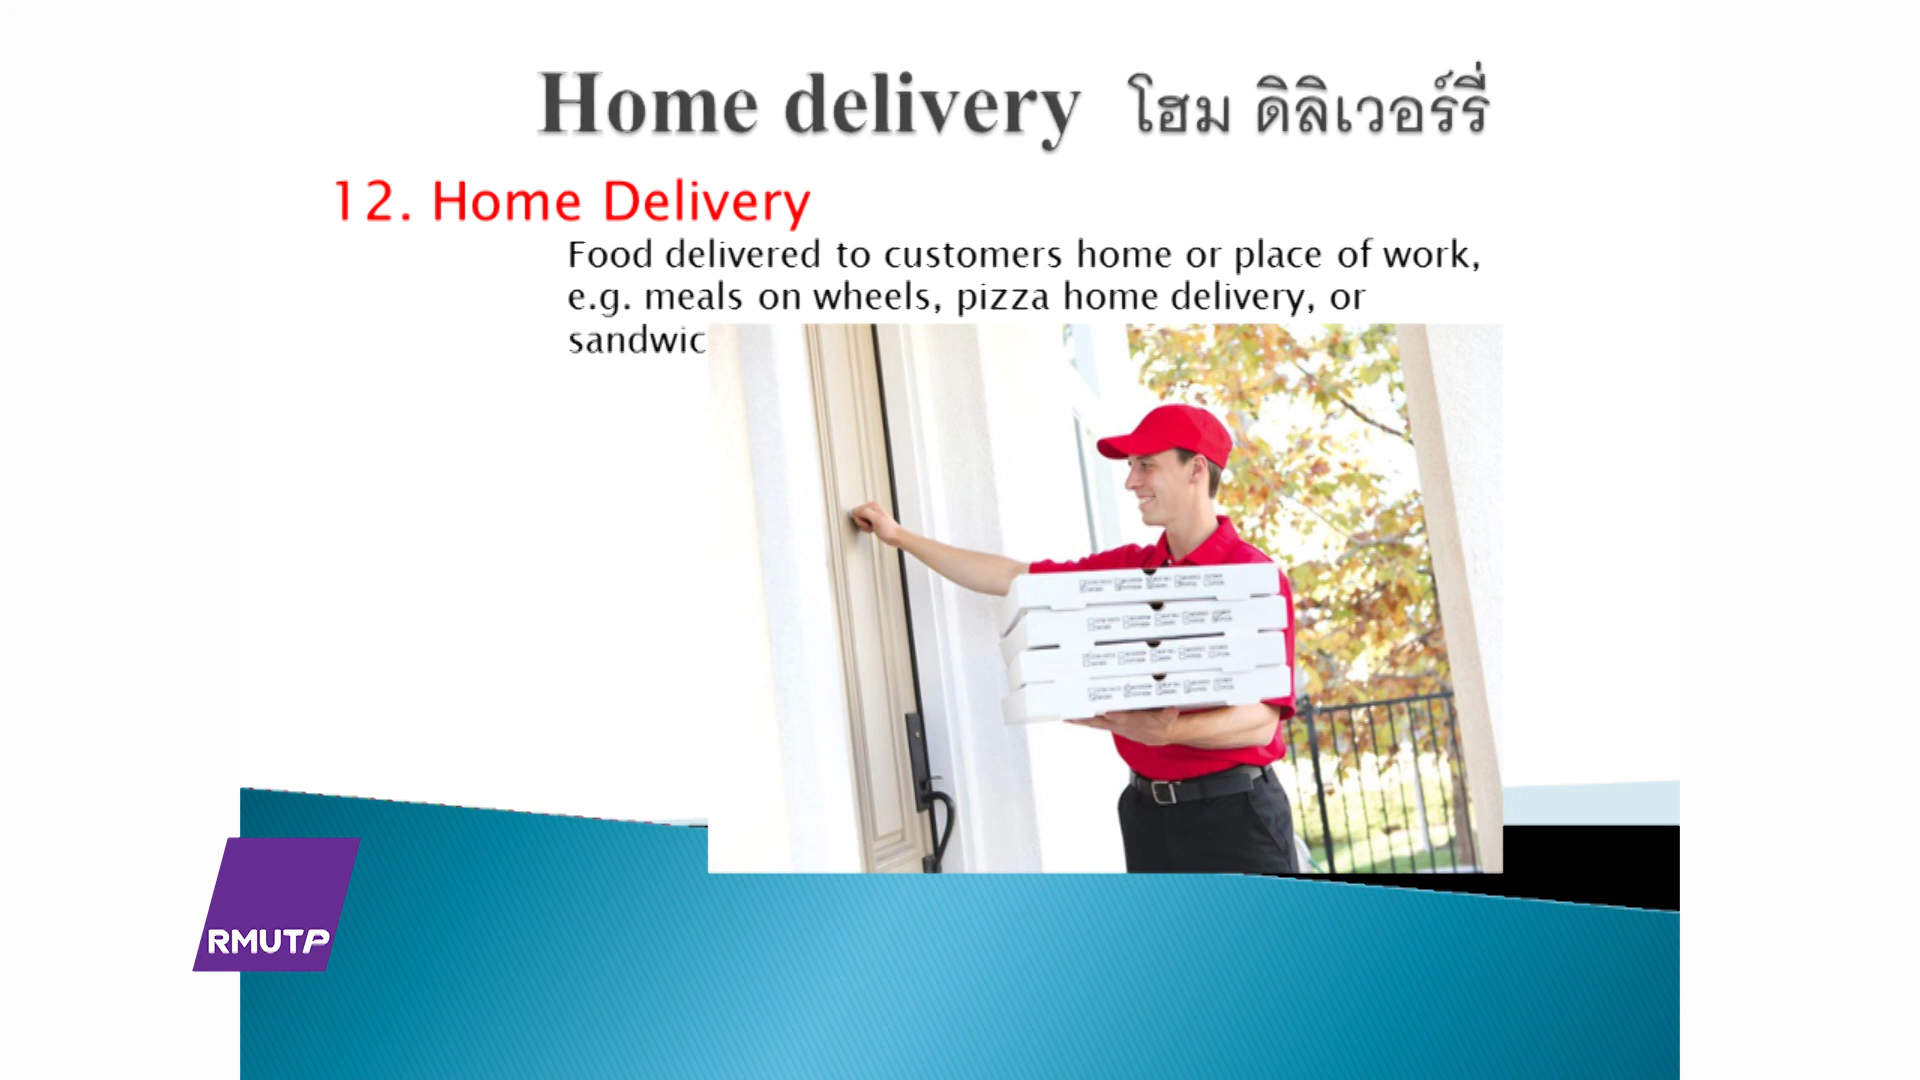 Home delivery โฮม ดิลิเวอร์รี่
12. Home Delivery
Food delivered to customers home or place of work,
e.g. meals on wheels, pizza home delivery, or
sandwic
RMUTP